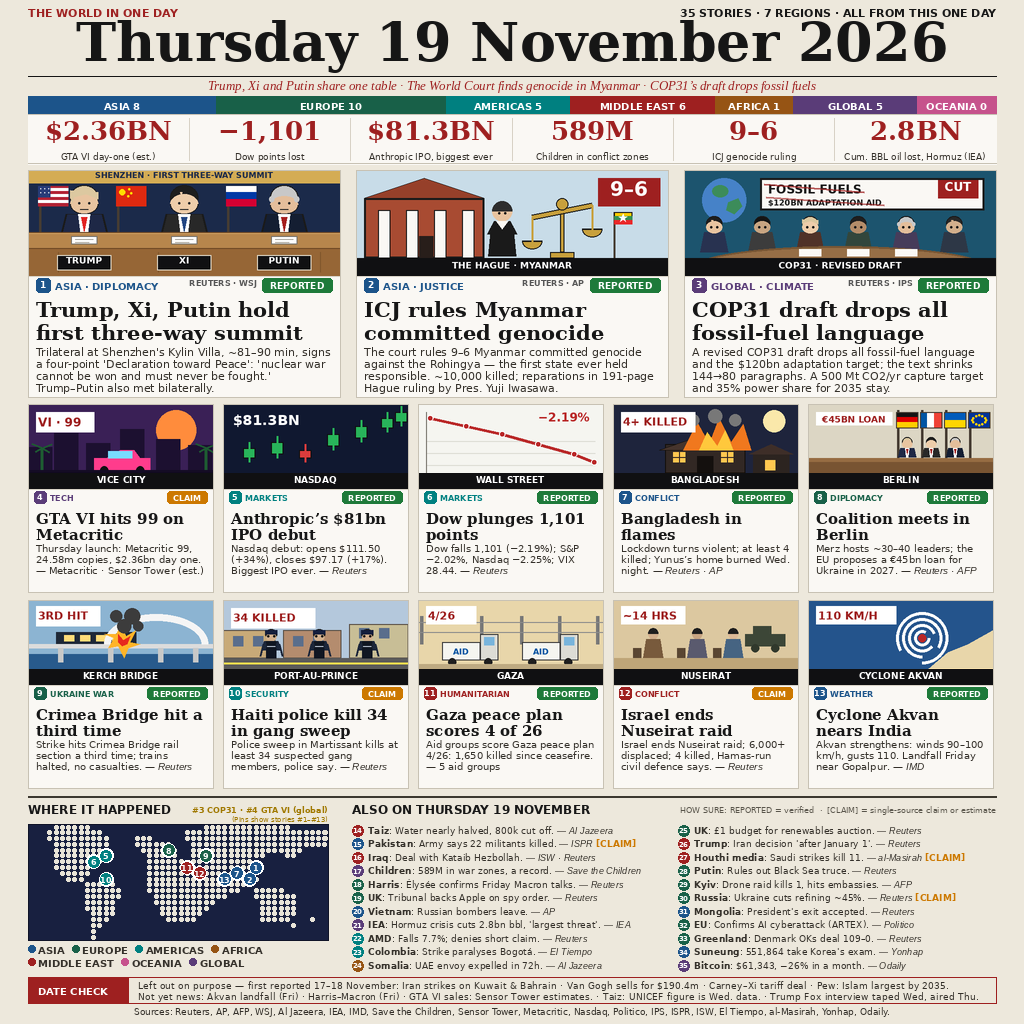 THE WORLD IN ONE DAY
35 STORIES · 7 REGIONS · ALL FROM THIS ONE DAY
Thursday 19 November 2026
Trump, Xi and Putin share one table · The World Court finds genocide in Myanmar · COP31's draft drops fossil fuels
ASIA 8 EUROPE 10 AMERICAS 5 MIDDLE EAST 6 AFRICA 1 GLOBAL 5 OCEANIA 0
$2.36BN −1,101 $81.3BN 589M 9–6 2.8BN
GTA VI day-one (est.) Dow points lost Anthropic IPO, biggest ever Children in conflict zones ICJ genocide ruling Cum. BBL oil lost, Hormuz (IEA)
SHENZHEN · FIRST THREE-WAY SUMMIT
TRUMP XI PUTIN
1 ASIA · DIPLOMACY REUTERS · WSJ REPORTED
Trump, Xi, Putin hold
first three-way summit
Trilateral at Shenzhen's Kylin Villa, ~81–90 min, signs
a four-point 'Declaration toward Peace': 'nuclear war
cannot be won and must never be fought.'
Trump–Putin also met bilaterally.
9–6
THE HAGUE · MYANMAR
2 ASIA · JUSTICE REUTERS · AP REPORTED
ICJ rules Myanmar
committed genocide
The court rules 9–6 Myanmar committed genocide
against the Rohingya — the first state ever held
responsible. ~10,000 killed; reparations in 191-page
Hague ruling by Pres. Yuji Iwasawa.
FOSSIL FUELS
$120BN ADAPTATION AID
CUT
COP31 · REVISED DRAFT
3 GLOBAL · CLIMATE REUTERS · IPS REPORTED
COP31 draft drops all
fossil-fuel language
A revised COP31 draft drops all fossil-fuel language
and the $120bn adaptation target; the text shrinks
144→80 paragraphs. A 500 Mt CO2/yr capture target
and 35% power share for 2035 stay.
VI · 99
VICE CITY
4 TECH CLAIM
GTA VI hits 99 on
Metacritic
Thursday launch: Metacritic 99,
24.58m copies, $2.36bn day one.
— Metacritic · Sensor Tower (est.)
$81.3BN
NASDAQ
5 MARKETS REPORTED
Anthropic's $81bn
IPO debut
Nasdaq debut: opens $111.50
(+34%), closes $97.17 (+17%).
Biggest IPO ever. — Reuters
−2.19%
WALL STREET
6 MARKETS REPORTED
Dow plunges 1,101
points
Dow falls 1,101 (−2.19%); S&P
−2.02%, Nasdaq −2.25%; VIX
28.44. — Reuters
4+ KILLED
BANGLADESH
7 CONFLICT REPORTED
Bangladesh in
flames
Lockdown turns violent; at least 4
killed; Yunus's home burned Wed.
night. — Reuters · AP
€45BN LOAN
BERLIN
8 DIPLOMACY REPORTED
Coalition meets in
Berlin
Merz hosts ~30–40 leaders; the
EU proposes a €45bn loan for
Ukraine in 2027. — Reuters · AFP
3RD HIT
KERCH BRIDGE
9 UKRAINE WAR REPORTED
Crimea Bridge hit a
third time
Strike hits Crimea Bridge rail
section a third time; trains
halted, no casualties. — Reuters
34 KILLED
PORT-AU-PRINCE
10 SECURITY CLAIM
Haiti police kill 34
in gang sweep
Police sweep in Martissant kills at
least 34 suspected gang
members, police say. — Reuters
4/26
AID AID
GAZA
11 HUMANITARIAN REPORTED
Gaza peace plan
scores 4 of 26
Aid groups score Gaza peace plan
4/26: 1,650 killed since ceasefire.
— 5 aid groups
~14 HRS
NUSEIRAT
12 CONFLICT CLAIM
Israel ends
Nuseirat raid
Israel ends Nuseirat raid; 6,000+
displaced; 4 killed, Hamas-run
civil defence says. — Reuters
110 KM/H
CYCLONE AKVAN
13 WEATHER REPORTED
Cyclone Akvan
nears India
Akvan strengthens: winds 90–100
km/h, gusts 110. Landfall Friday
near Gopalpur. — IMD
WHERE IT HAPPENED
#3 COP31 · #4 GTA VI (global)
(Pins show stories #1–#13)
8 9 5 6 10 11 12 13 7 1 2
ASIA EUROPE AMERICAS AFRICA
MIDDLE EAST OCEANIA GLOBAL
ALSO ON THURSDAY 19 NOVEMBER
HOW SURE: REPORTED = verified · [CLAIM] = single-source claim or estimate
14 Taiz: Water nearly halved, 800k cut off. — Al Jazeera
15 Pakistan: Army says 22 militants killed. — ISPR [CLAIM]
16 Iraq: Deal with Kataib Hezbollah. — ISW · Reuters
17 Children: 589M in war zones, a record. — Save the Children
18 Harris: Élysée confirms Friday Macron talks. — Reuters
19 UK: Tribunal backs Apple on spy order. — Reuters
20 Vietnam: Russian bombers leave. — AP
21 IEA: Hormuz crisis cuts 2.8bn bbl, 'largest threat'. — IEA
22 AMD: Falls 7.7%; denies short claim. — Reuters
23 Colombia: Strike paralyses Bogotá. — El Tiempo
24 Somalia: UAE envoy expelled in 72h. — Al Jazeera
25 UK: £1 budget for renewables auction. — Reuters
26 Trump: Iran decision 'after January 1'. — Reuters
27 Houthi media: Saudi strikes kill 11. — al-Masirah [CLAIM]
28 Putin: Rules out Black Sea truce. — Reuters
29 Kyiv: Drone raid kills 1, hits embassies. — AFP
30 Russia: Ukraine cuts refining ~45%. — Reuters [CLAIM]
31 Mongolia: President's exit accepted. — Reuters
32 EU: Confirms AI cyberattack (ARTEX). — Politico
33 Greenland: Denmark OKs deal 109–0. — Reuters
34 Suneung: 551,864 take Korea's exam. — Yonhap
35 Bitcoin: $61,343, −26% in a month. — Odaily
DATE CHECK
Left out on purpose — first reported 17–18 November: Iran strikes on Kuwait & Bahrain · Van Gogh sells for $190.4m · Carney–Xi tariff deal · Pew: Islam largest by 2035.
Not yet news: Akvan landfall (Fri) · Harris–Macron (Fri) · GTA VI sales: Sensor Tower estimates. · Taiz: UNICEF figure is Wed. data. · Trump Fox interview taped Wed, aired Thu.
Sources: Reuters, AP, AFP, WSJ, Al Jazeera, IEA, IMD, Save the Children, Sensor Tower, Metacritic, Nasdaq, Politico, IPS, ISPR, ISW, El Tiempo, al-Masirah, Yonhap, Odaily.